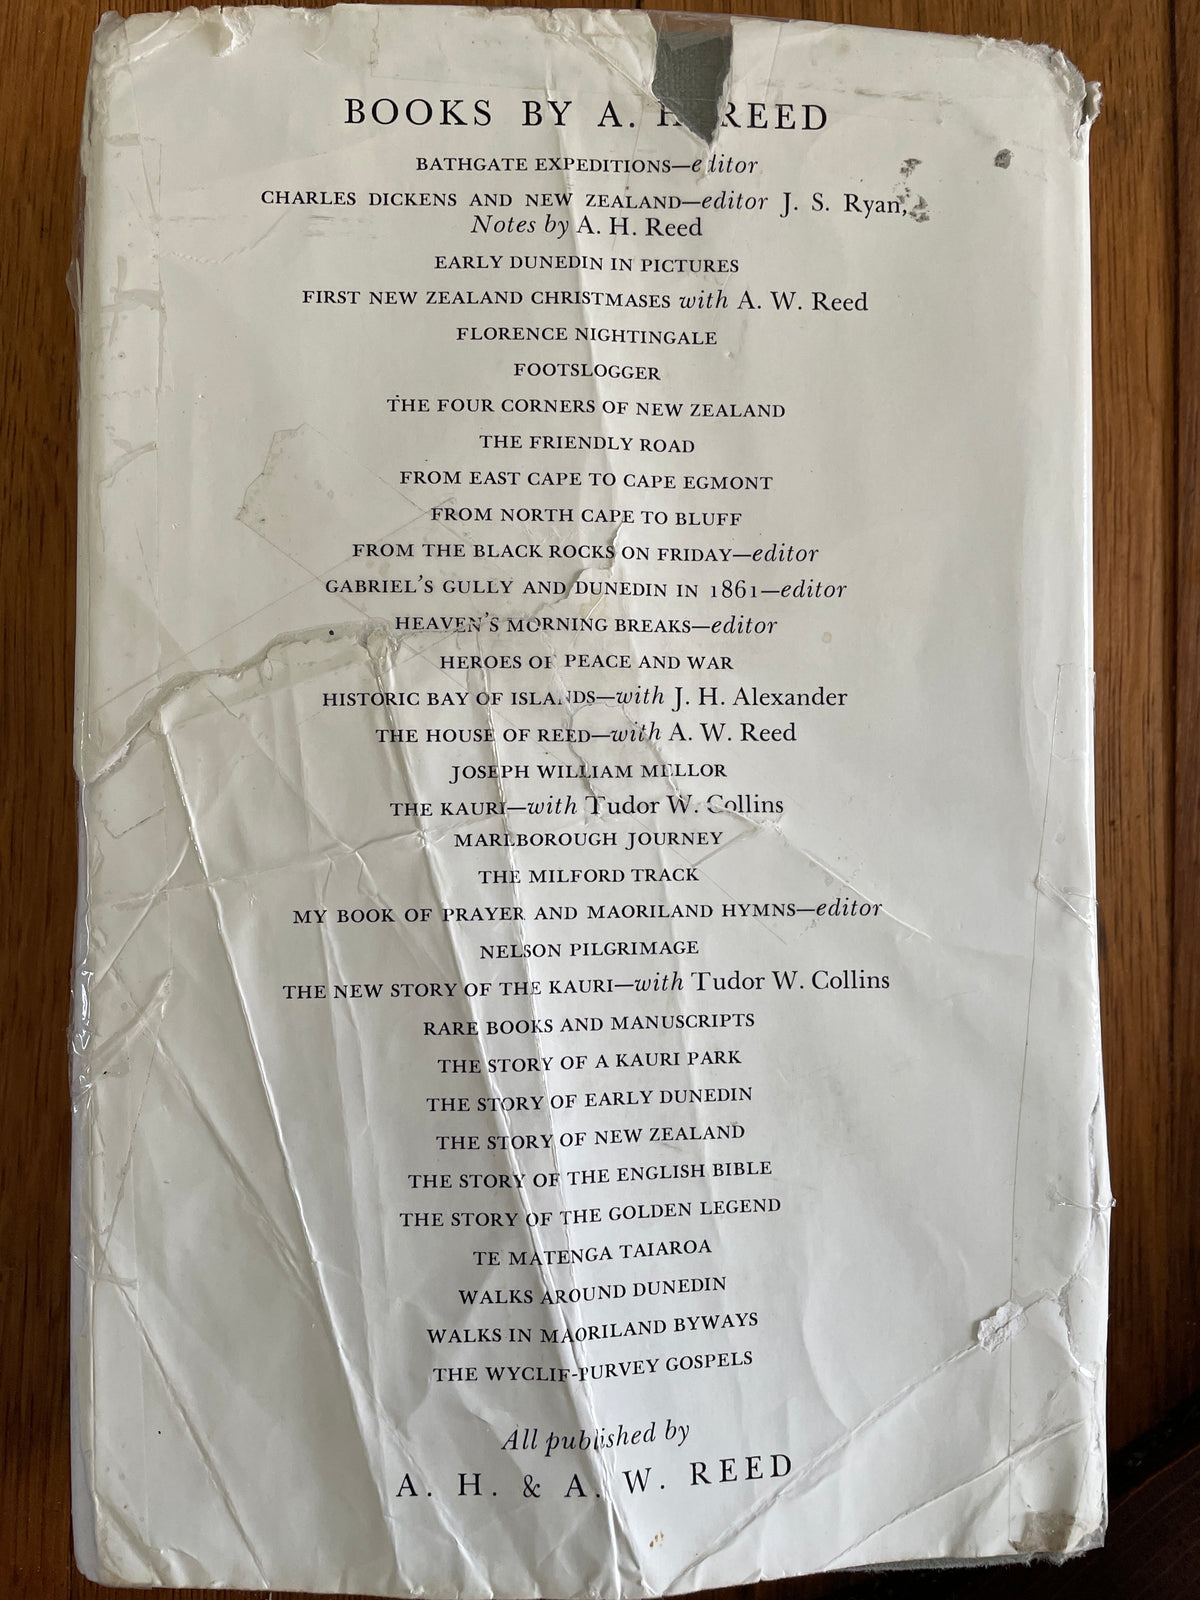 BOOKS BY A. H. REED
BATHGATE EXPEDITIONS—editor
CHARLES DICKENS AND NEW ZEALAND—editor J. S. Ryan,
Notes by A. H. Reed
EARLY DUNEDIN IN PICTURES
FIRST NEW ZEALAND CHRISTMASES with A. W. Reed
FLORENCE NIGHTINGALE
FOOTSLOGGER
THE FOUR CORNERS OF NEW ZEALAND
THE FRIENDLY ROAD
FROM EAST CAPE TO CAPE EGMONT
FROM NORTH CAPE TO BLUFF
FROM THE BLACK ROCKS ON FRIDAY—editor
GABRIEL'S GULLY AND DUNEDIN IN 1861—editor
HEAVEN'S MORNING BREAKS—editor
HEROES OF PEACE AND WAR
HISTORIC BAY OF ISLANDS—with J. H. Alexander
THE HOUSE OF REED—with A. W. Reed
JOSEPH WILLIAM MELLOR
THE KAURI—with Tudor W. Collins
MARLBOROUGH JOURNEY
THE MILFORD TRACK
MY BOOK OF PRAYER AND MAORILAND HYMNS—editor
NELSON PILGRIMAGE
THE NEW STORY OF THE KAURI—with Tudor W. Collins
RARE BOOKS AND MANUSCRIPTS
THE STORY OF A KAURI PARK
THE STORY OF EARLY DUNEDIN
THE STORY OF NEW ZEALAND
THE STORY OF THE ENGLISH BIBLE
THE STORY OF THE GOLDEN LEGEND
TE MATENGA TAIAROA
WALKS AROUND DUNEDIN
WALKS IN MAORILAND BYWAYS
THE WYCLIF-PURVEY GOSPELS
All published by
A. H. & A. W. REED